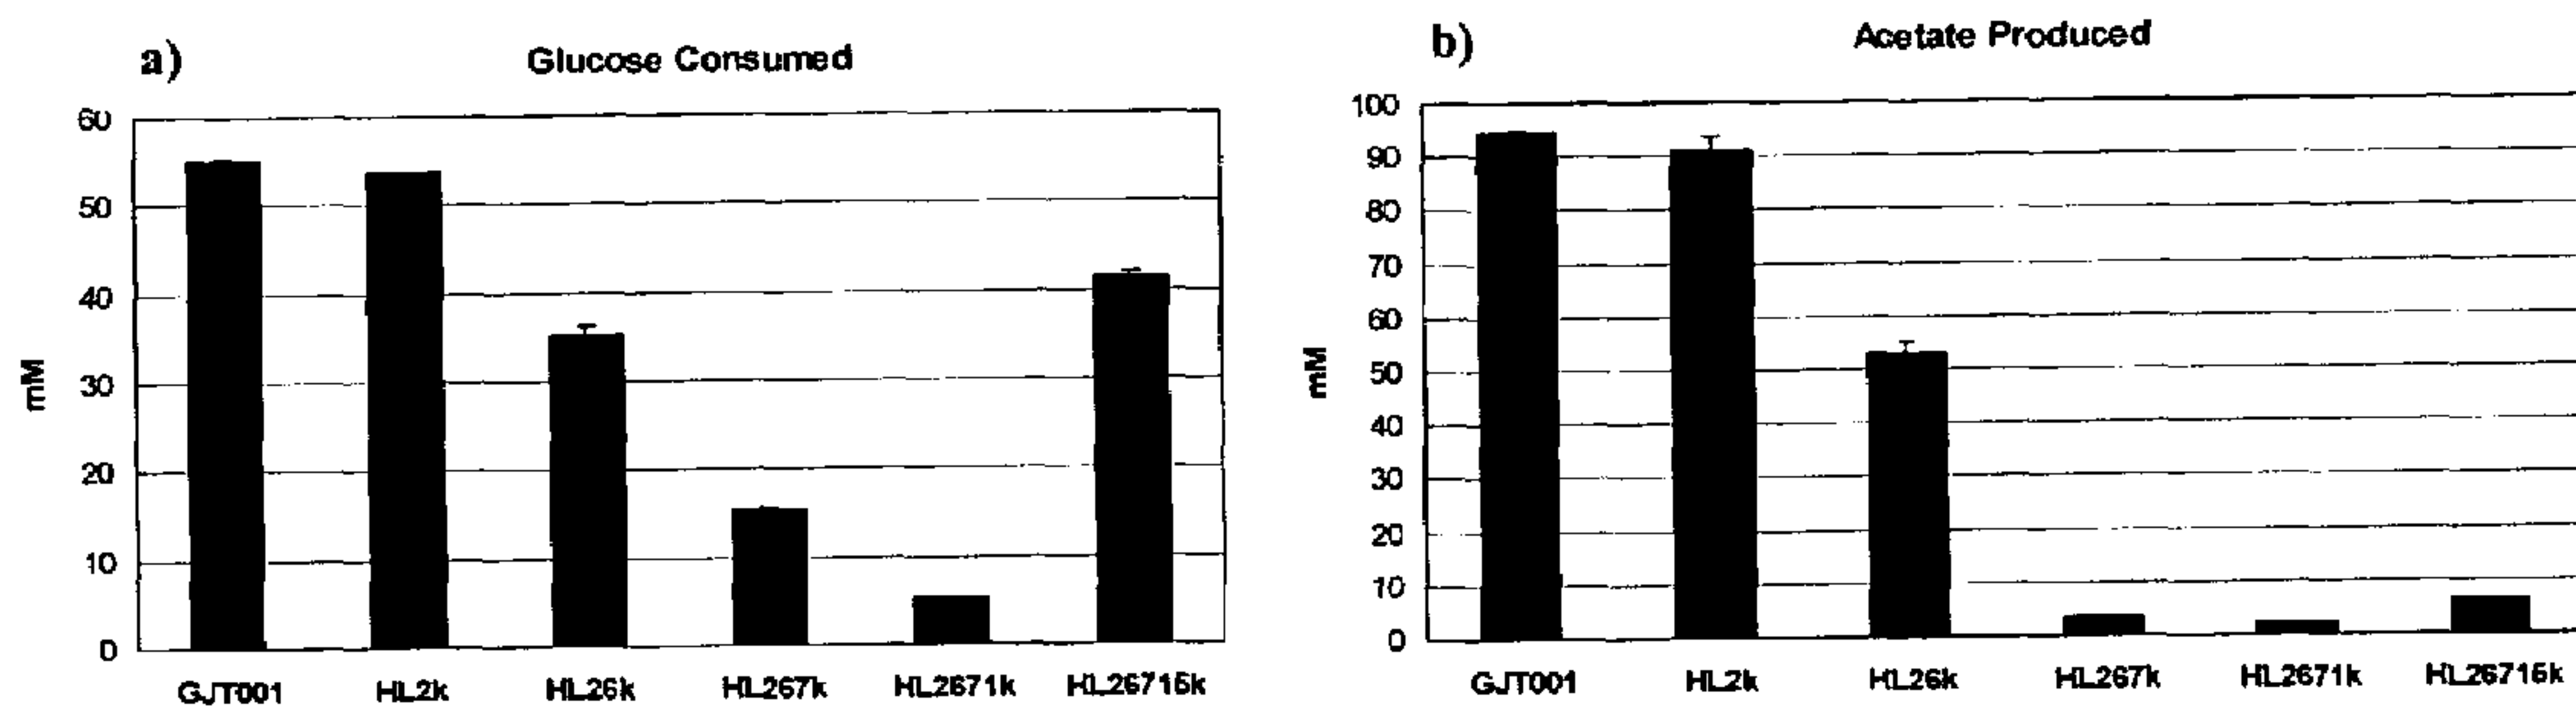 a)
Glucose Consumed
60
50
40
30
20
10
0
mM
GJT001 HL2k HL26k HL267k HL2671k HL26715k
b)
Acetate Produced
100
90
80
70
60
50
40
30
20
10
0
mM
GJT001 HL2k HL26k HL267k HL2671k HL26715k